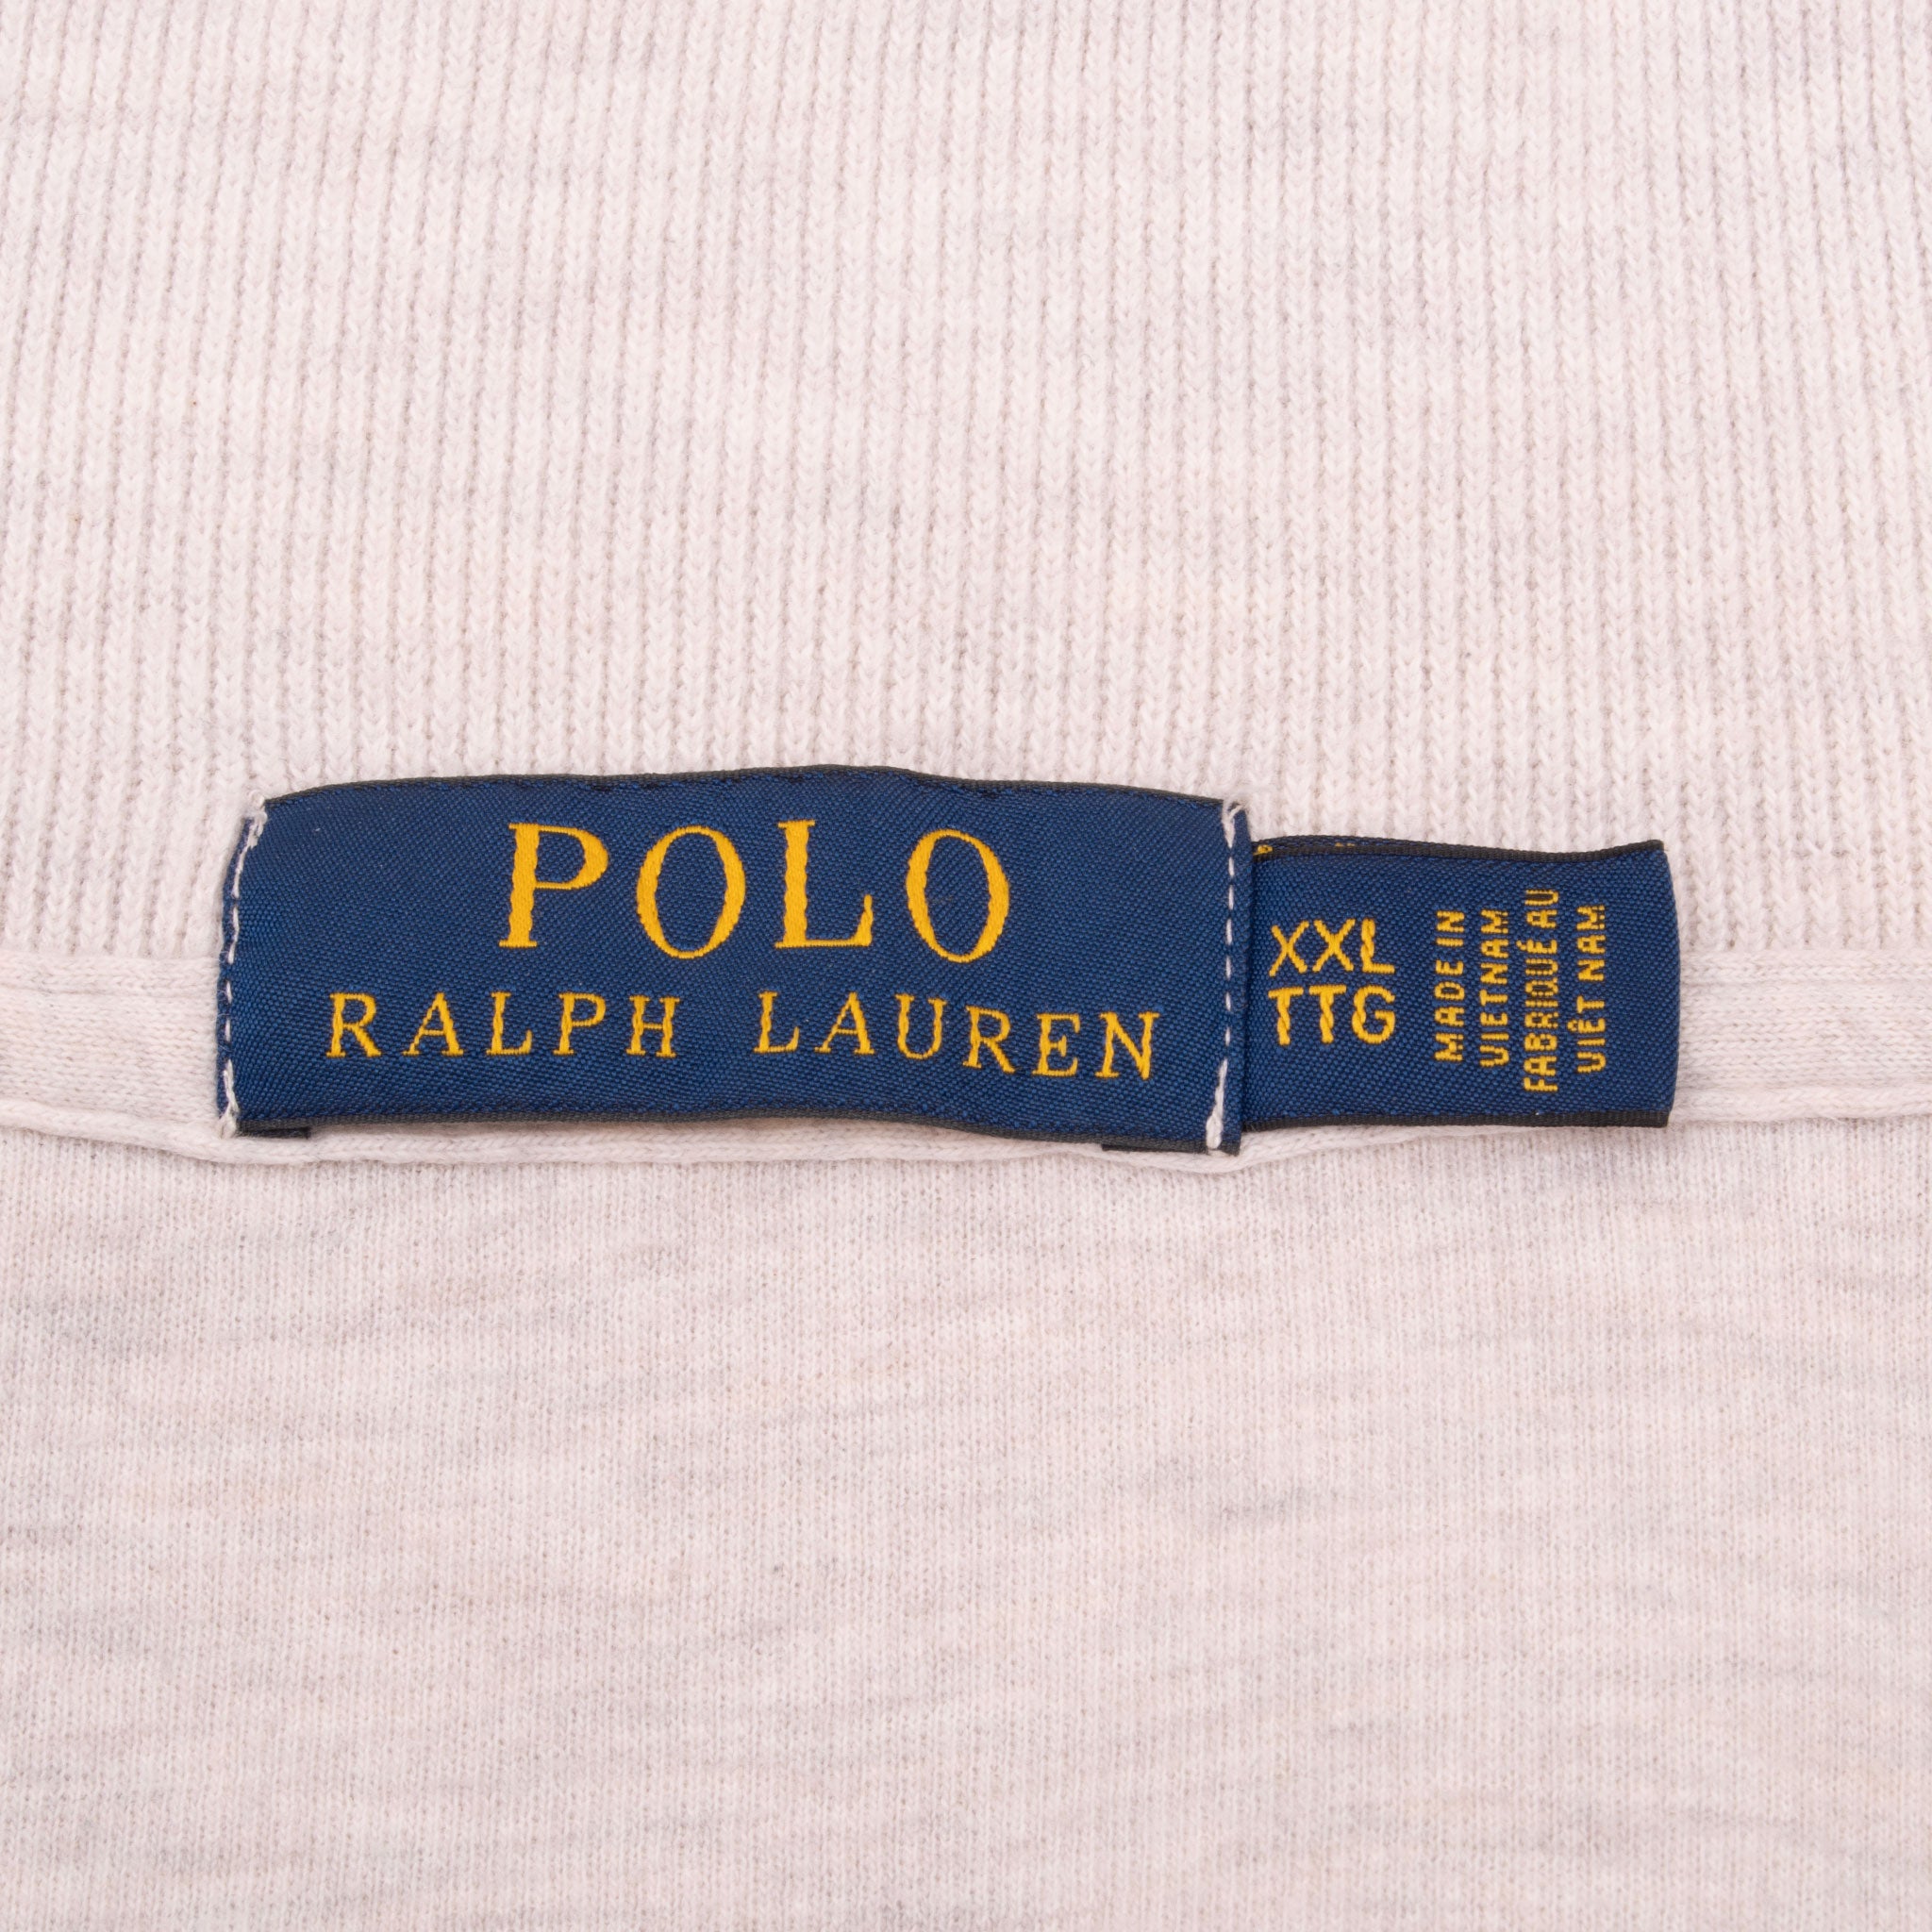 POLO
RALPH LAUREN
XXL
TTG
MADE IN
VIETNAM
FABRIQUÉ AU
VIÊT NAM